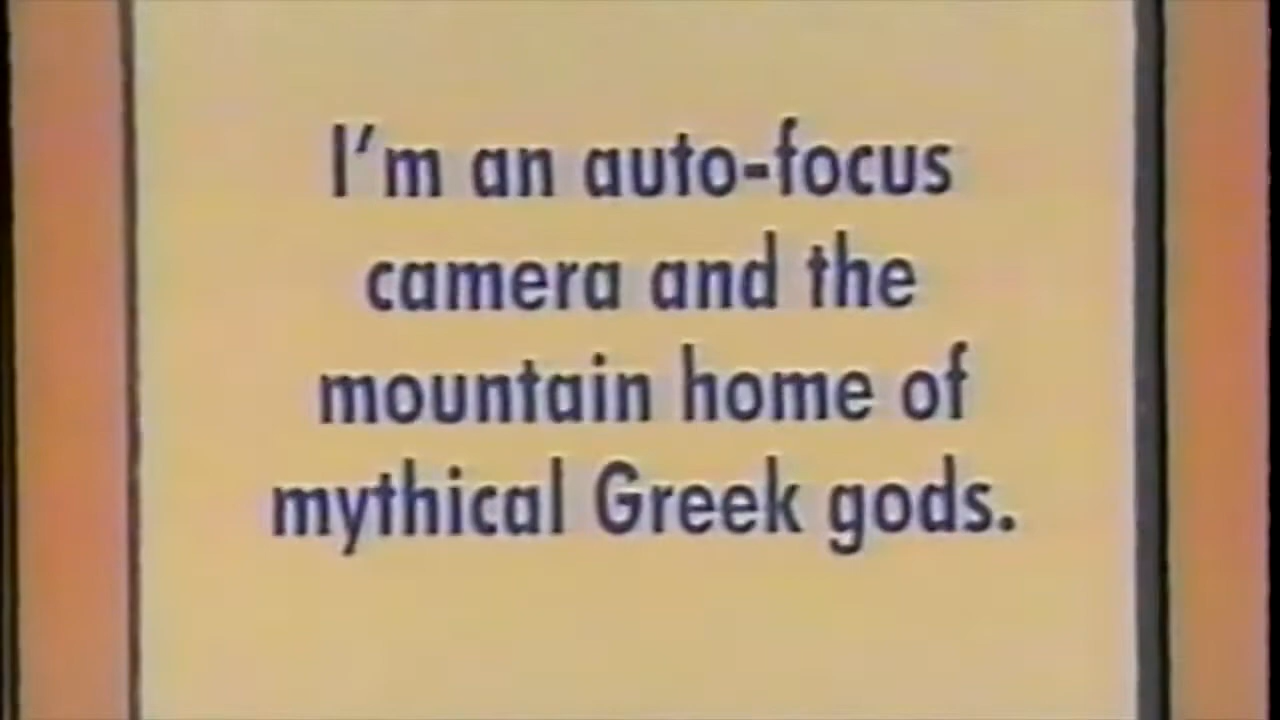 I'm an auto-focus
camera and the
mountain home of
mythical Greek gods.